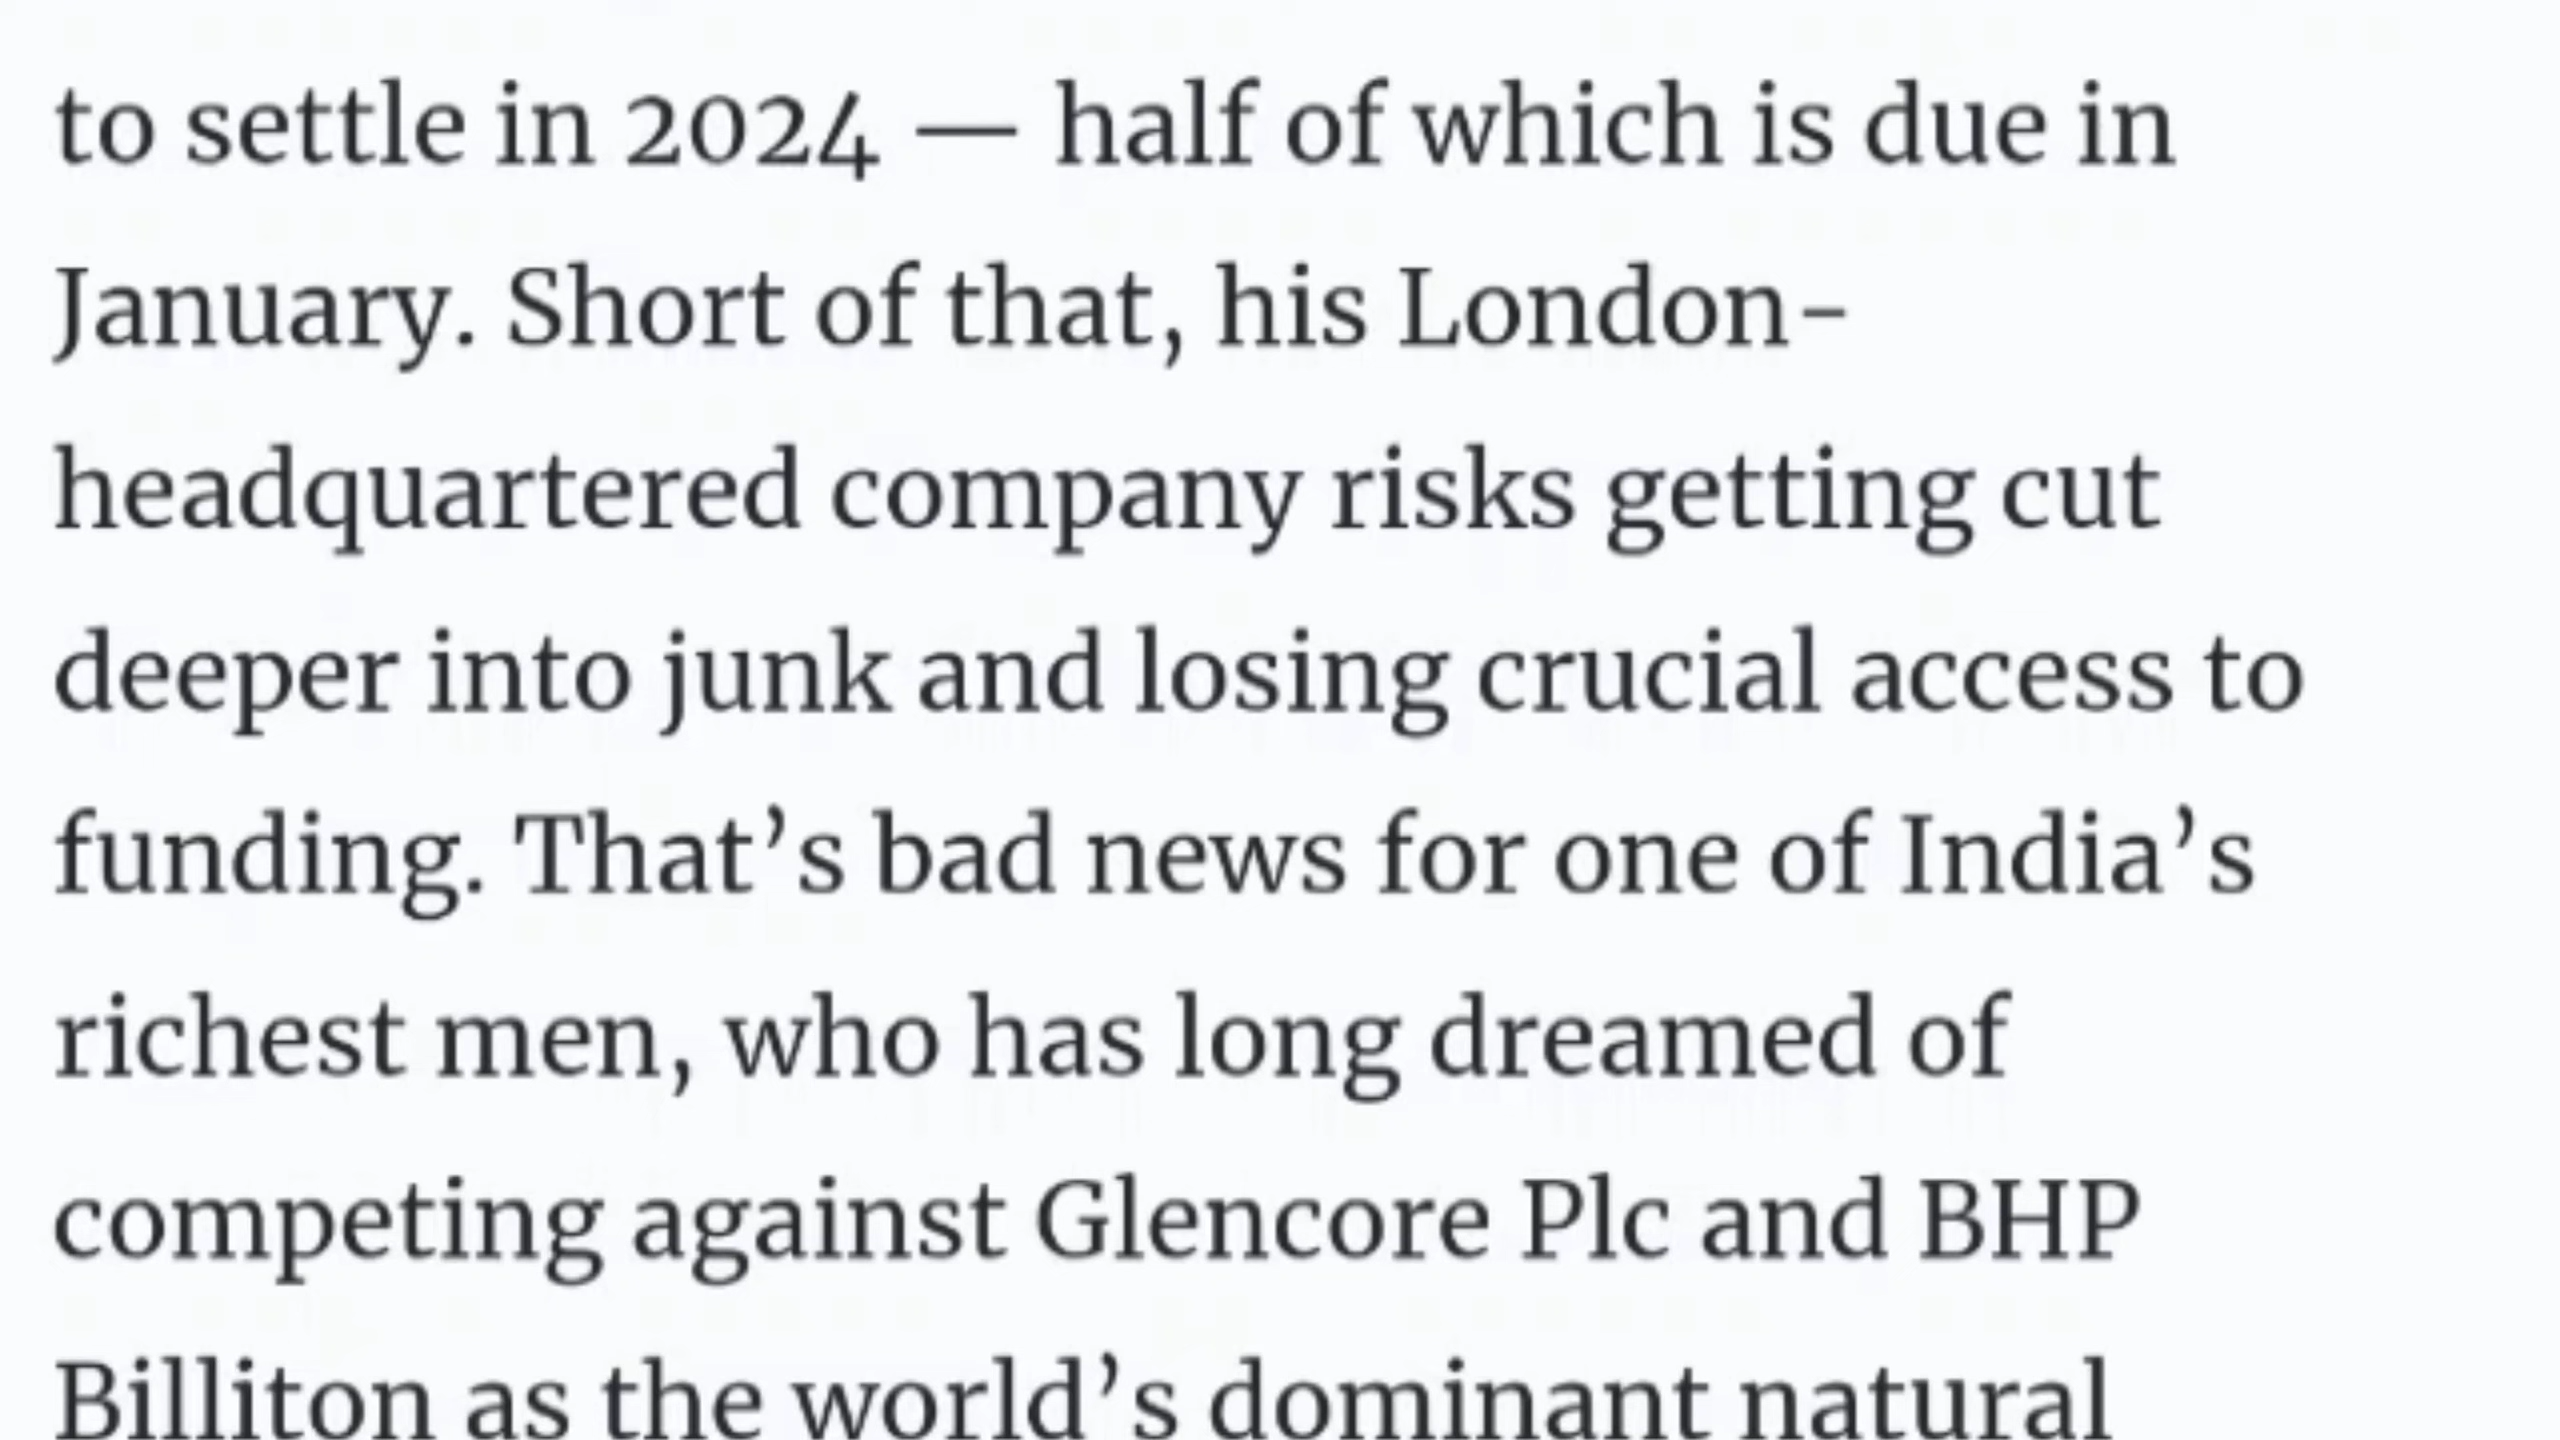 to settle in 2024 — half of which is due in
January. Short of that, his London-
headquartered company risks getting cut
deeper into junk and losing crucial access to
funding. That’s bad news for one of India’s
richest men, who has long dreamed of
competing against Glencore Plc and BHP
Billiton as the world’s dominant natural